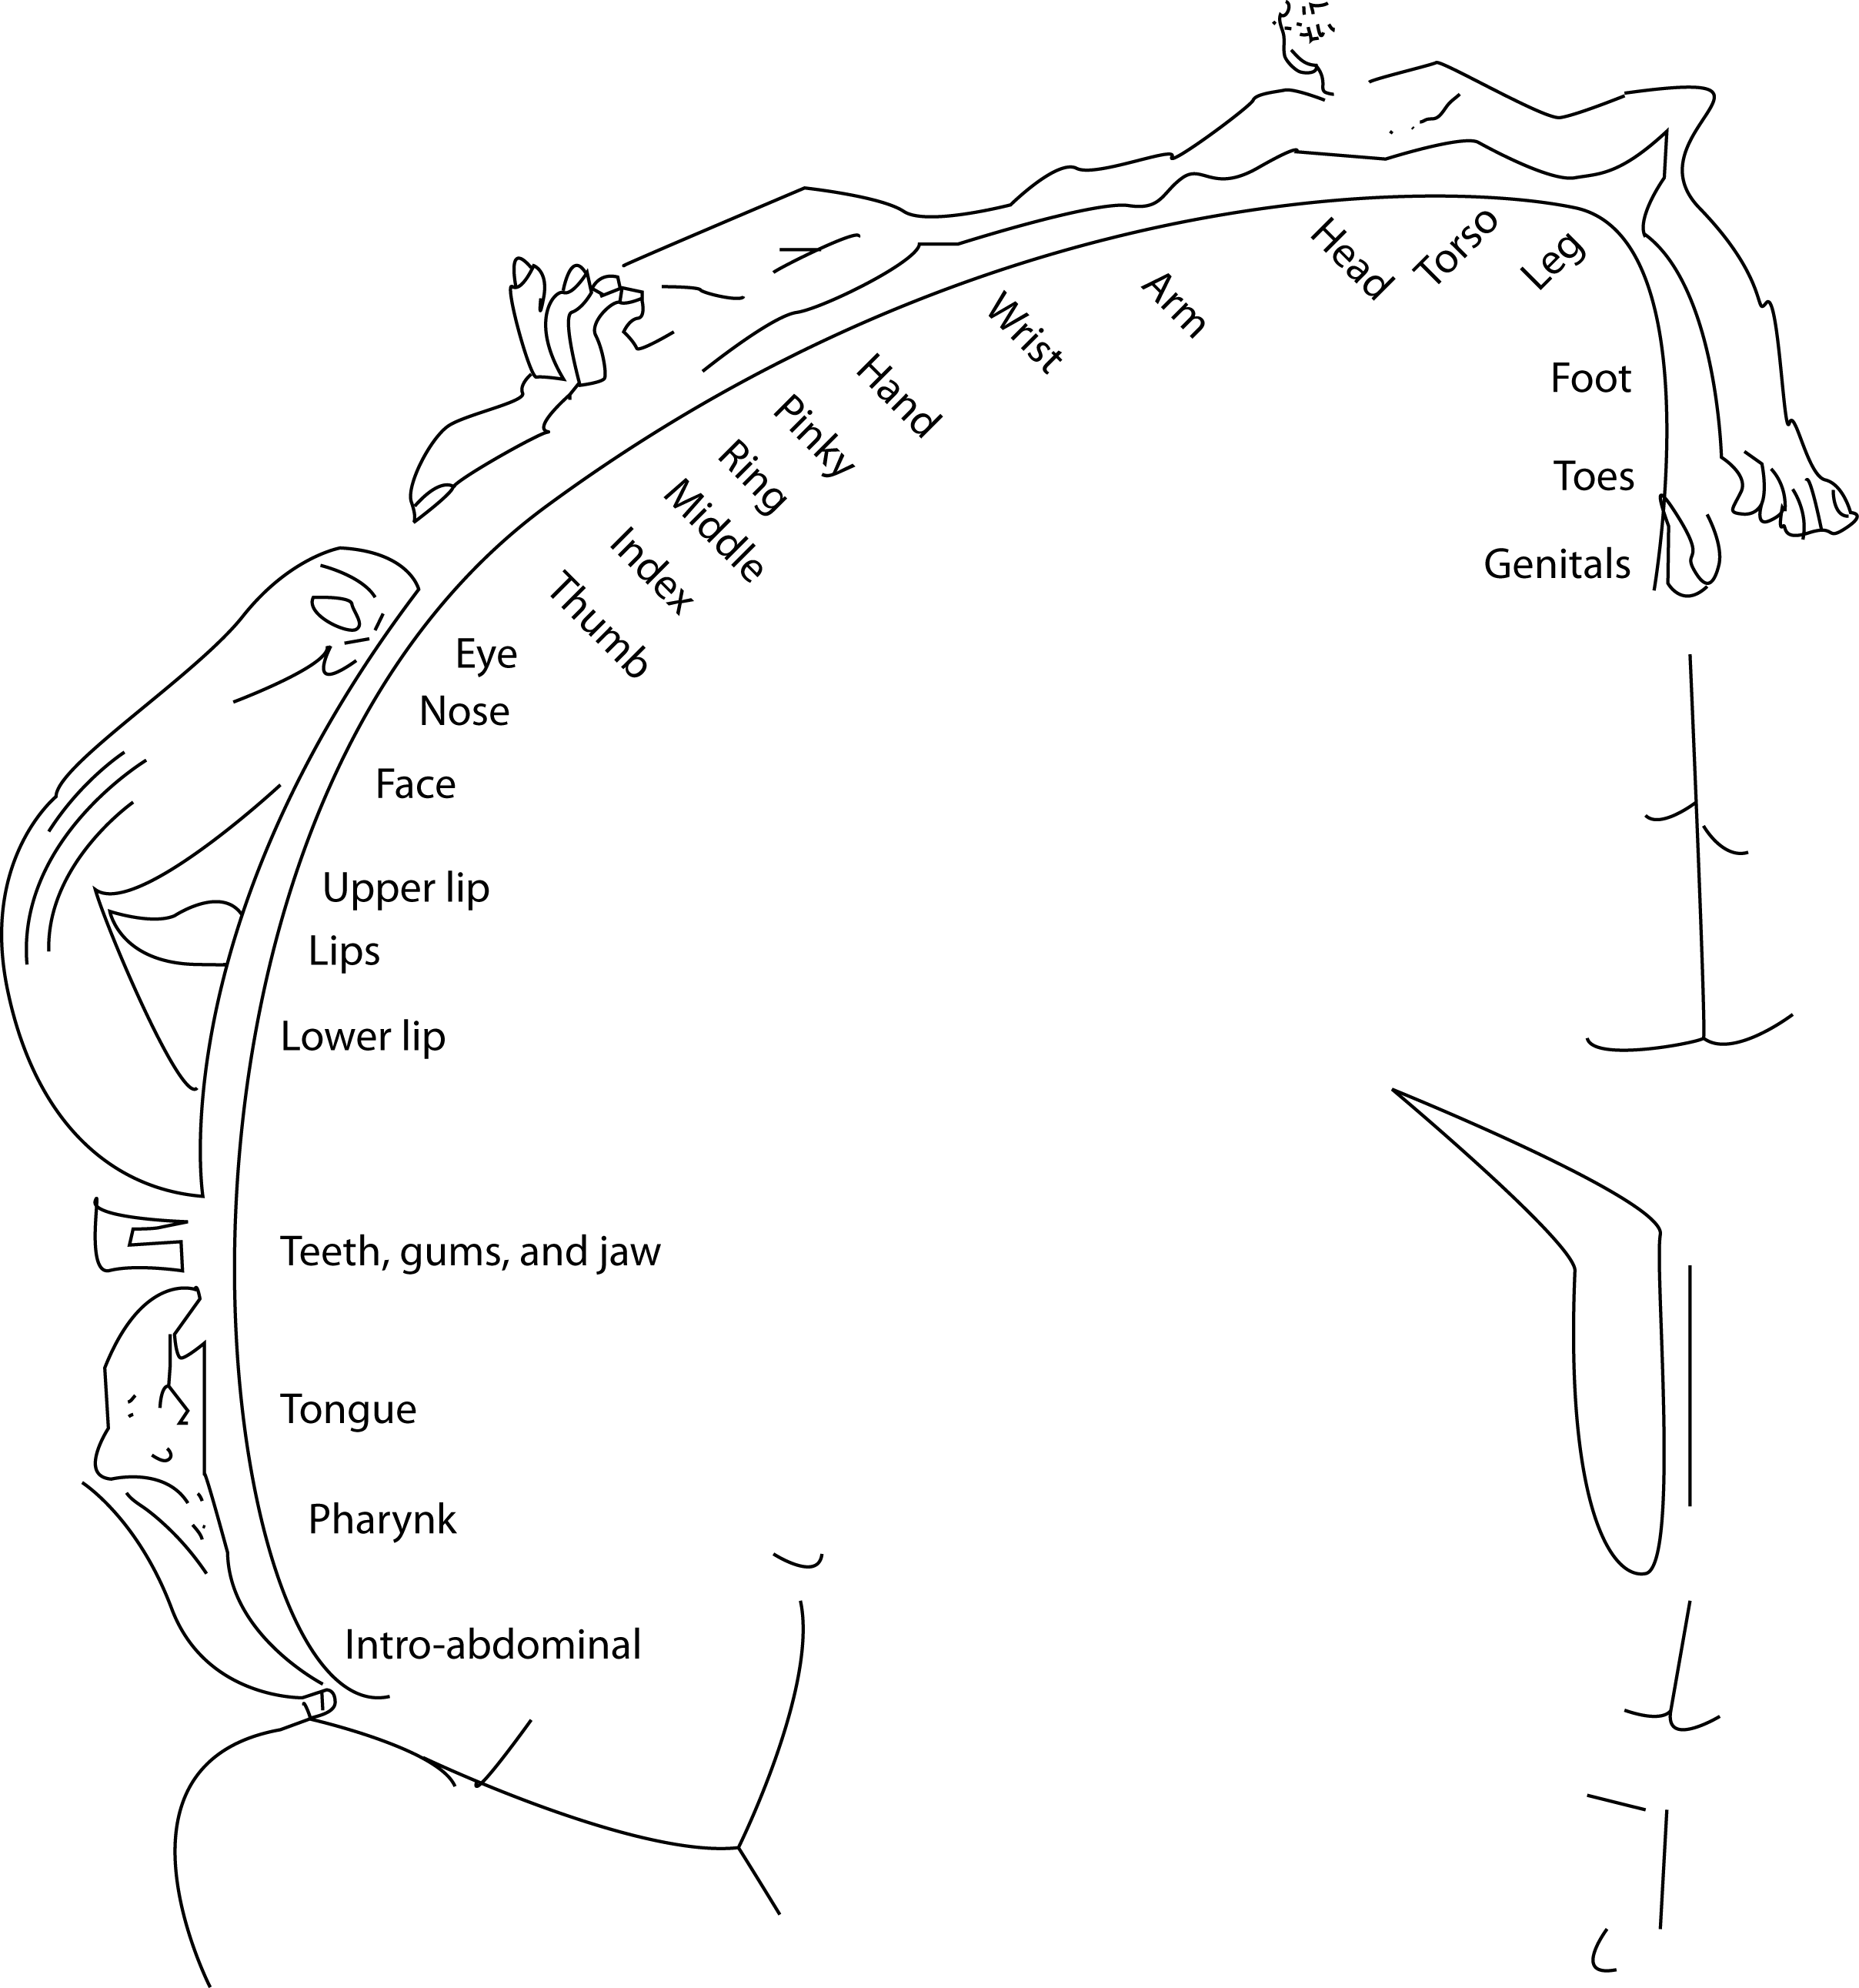 Head
Torso
Leg
Arm
Wrist
Hand
Pinky
Ring
Middle
Index
Thumb
Foot
Toes
Genitals
Eye
Nose
Face
Upper lip
Lips
Lower lip
Teeth, gums, and jaw
Tongue
Pharynk
Intro-abdominal